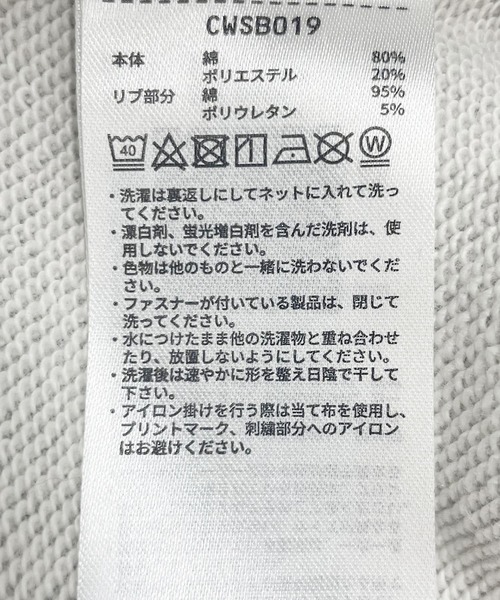 CWSB019
本体 綿 80%
ポリエステル 20%
リブ部分 綿 95%
ポリウレタン 5%
40 W
・洗濯は裏返しにしてネットに入れて洗っ
てください。
・漂白剤、蛍光増白剤を含んだ洗剤は、使
用しないでください。
・色物は他のものと一緒に洗わないでくだ
さい。
・ファスナーが付いている製品は、閉じて
洗ってください。
・水につけたまま他の洗濯物と重ね合わせ
たり、放置しないようにしてください。
・洗濯後は速やかに形を整え日陰で干して
下さい。
・アイロン掛けを行う際は当て布を使用し、
プリントマーク、刺繍部分へのアイロン
はお避けください。